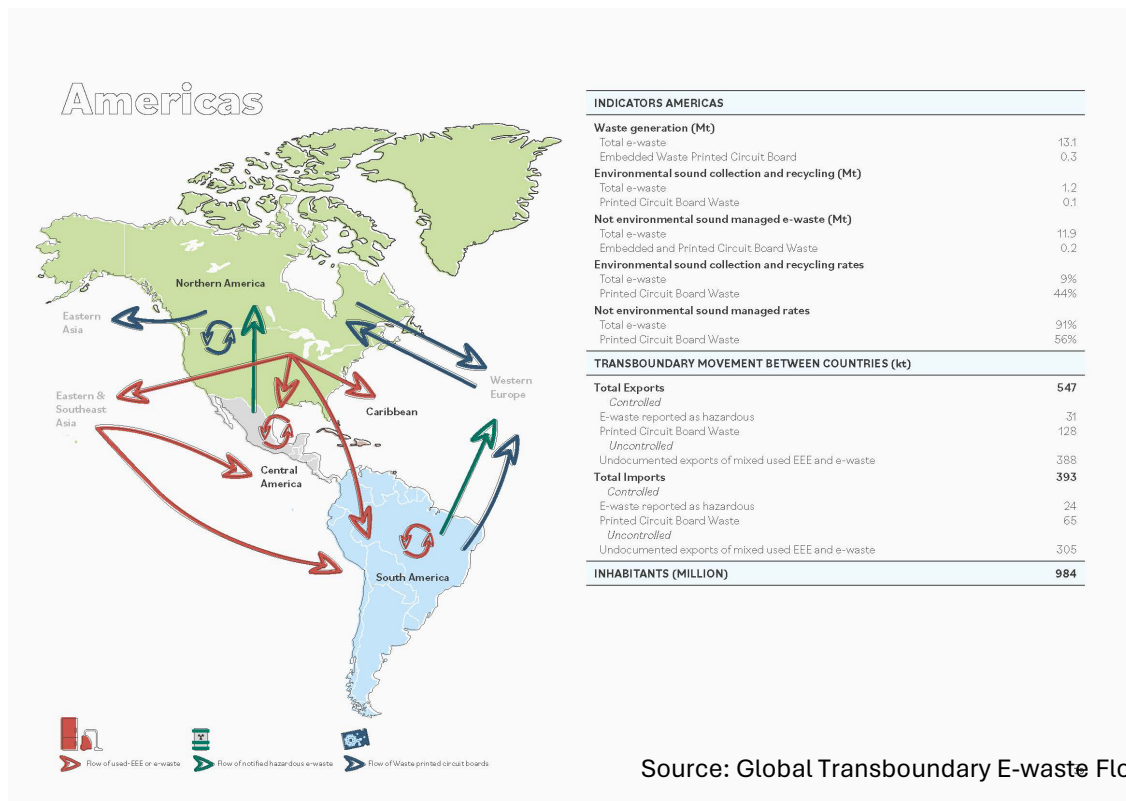 Americas
Northern America
Eastern
Asia
Eastern &
Southeast
Asia
Western
Europe
Caribbean
Central
America
South America
Flow of used-EEE or e-waste
Flow of notified hazardous e-waste
Flow of Waste printed circuit boards
INDICATORS AMERICAS
Waste generation (Mt)
Total e-waste 13.1
Embedded Waste Printed Circuit Board 0.3
Environmental sound collection and recycling (Mt)
Total e-waste 1.2
Printed Circuit Board Waste 0.1
Not environmental sound managed e-waste (Mt)
Total e-waste 11.9
Embedded and Printed Circuit Board Waste 0.2
Environmental sound collection and recycling rates
Total e-waste 9%
Printed Circuit Board Waste 44%
Not environmental sound managed rates
Total e-waste 91%
Printed Circuit Board Waste 56%
TRANSBOUNDARY MOVEMENT BETWEEN COUNTRIES (kt)
Total Exports 547
Controlled
E-waste reported as hazardous 31
Printed Circuit Board Waste 128
Uncontrolled
Undocumented exports of mixed used EEE and e-waste 388
Total Imports 393
Controlled
E-waste reported as hazardous 24
Printed Circuit Board Waste 65
Uncontrolled
Undocumented exports of mixed used EEE and e-waste 305
INHABITANTS (MILLION) 984
Source: Global Transboundary E-waste Flo